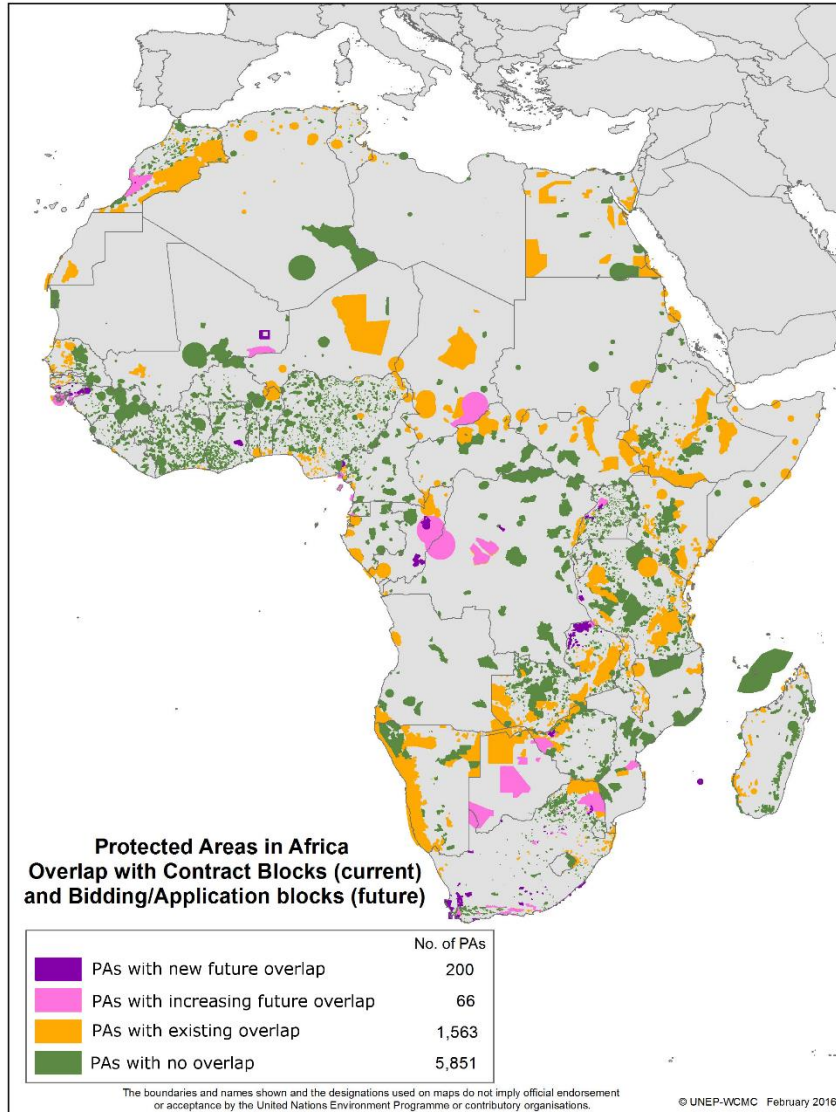 Protected Areas in Africa
Overlap with Contract Blocks (current)
and Bidding/Application blocks (future)
No. of PAs
PAs with new future overlap 200
PAs with increasing future overlap 66
PAs with existing overlap 1,563
PAs with no overlap 5,851
The boundaries and names shown and the designations used on maps do not imply official endorsement
or acceptance by the United Nations Environment Programme or contributory organisations.
© UNEP-WCMC February 2016